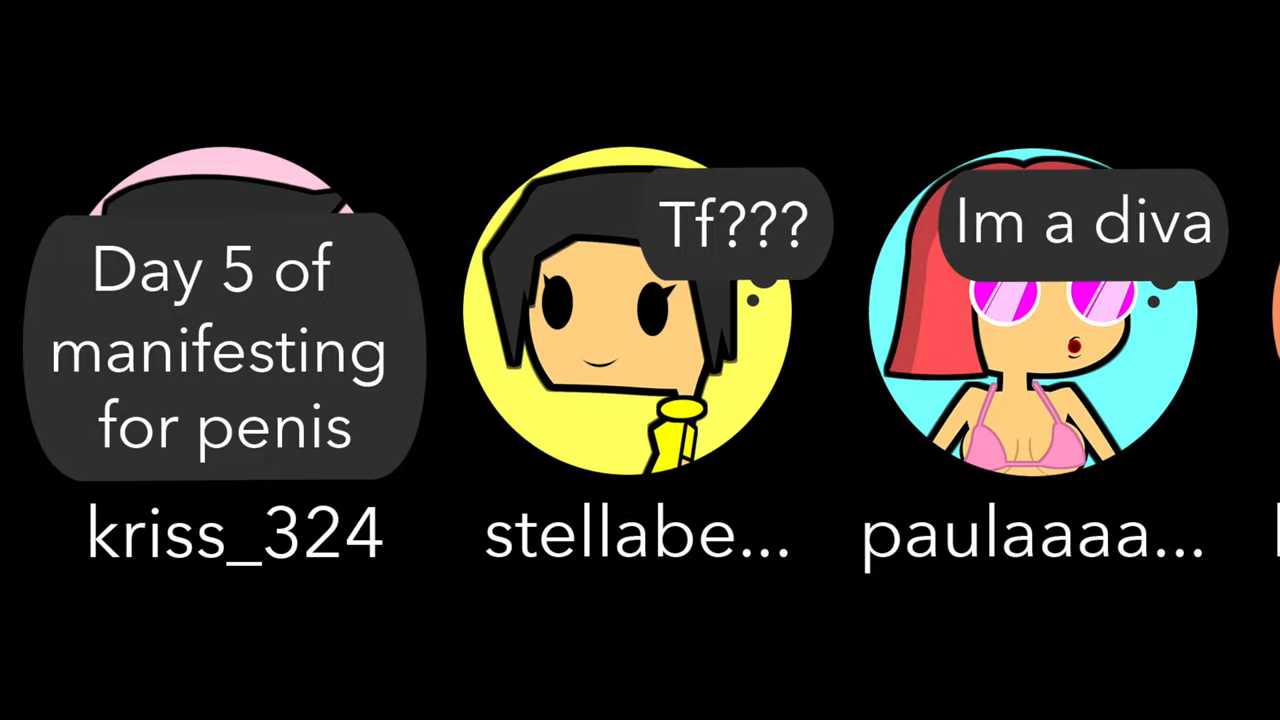 Day 5 of
manifesting
for penis
Tf???
Im a diva
kriss_324
stellabe...
paulaaaa...